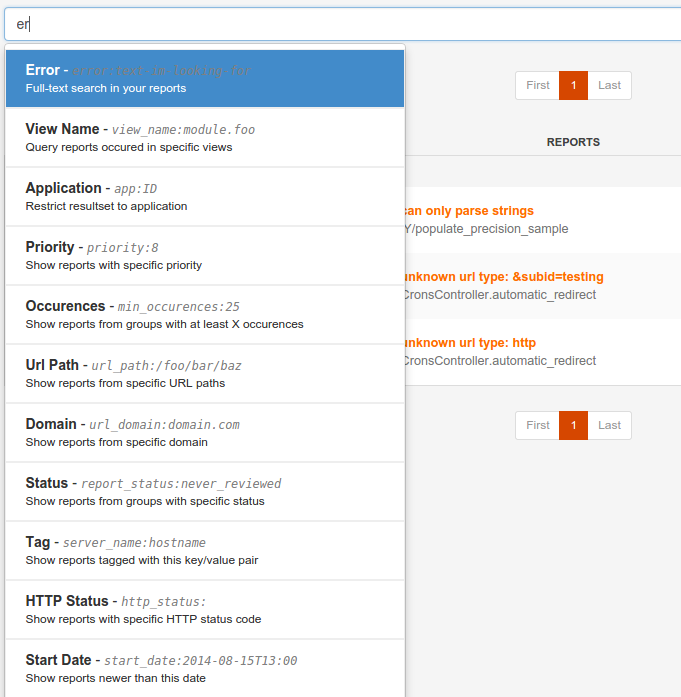 er
Error - error:text-im-looking-for
Full-text search in your reports
View Name - view_name:module.foo
Query reports occured in specific views
Application - app:ID
Restrict resultset to application
Priority - priority:8
Show reports with specific priority
Occurences - min_occurences:25
Show reports from groups with at least X occurences
Url Path - url_path:/foo/bar/baz
Show reports from specific URL paths
Domain - url_domain:domain.com
Show reports from specific domain
Status - report_status:never_reviewed
Show reports from groups with specific status
Tag - server_name:hostname
Show reports tagged with this key/value pair
HTTP Status - http_status:
Show reports with specific HTTP status code
Start Date - start_date:2014-08-15T13:00
Show reports newer than this date
First 1 Last
REPORTS
can only parse strings
Y/populate_precision_sample
unknown url type: &subid=testing
CronsController.automatic_redirect
unknown url type: http
CronsController.automatic_redirect
First 1 Last